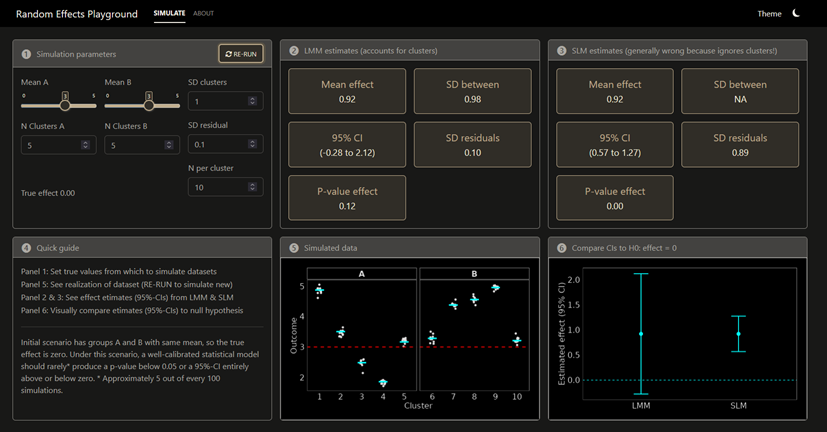 Random Effects Playground
SIMULATE
ABOUT
Theme
1 Simulation parameters
RE-RUN
Mean A
0 3 5
Mean B
0 3 5
SD clusters
1
N Clusters A
5
N Clusters B
5
SD residual
0.1
N per cluster
10
True effect 0.00
2 LMM estimates (accounts for clusters)
Mean effect
0.92
SD between
0.98
95% CI
(-0.28 to 2.12)
SD residuals
0.10
P-value effect
0.12
3 SLM estimates (generally wrong because ignores clusters!)
Mean effect
0.92
SD between
NA
95% CI
(0.57 to 1.27)
SD residuals
0.89
P-value effect
0.00
4 Quick guide
Panel 1: Set true values from which to simulate datasets
Panel 5: See realization of dataset (RE-RUN to simulate new)
Panel 2 & 3: See effect etimates (95%-CIs) from LMM & SLM
Panel 6: Visually compare estimates (95%-CIs) to null hypothesis
Initial scenario has groups A and B with same mean, so the true
effect is zero. Under this scenario, a well-calibrated statistical model
should rarely* produce a p-value below 0.05 or a 95%-CI entirely
above or below zero. * Approximately 5 out of every 100
simulations.
5 Simulated data
A
B
Outcome
5
4
3
2
1 2 3 4 5 6 7 8 9 10
Cluster
6 Compare CIs to H0: effect = 0
Estimated effect (95% CI)
2.0
1.5
1.0
0.5
0.0
LMM
SLM